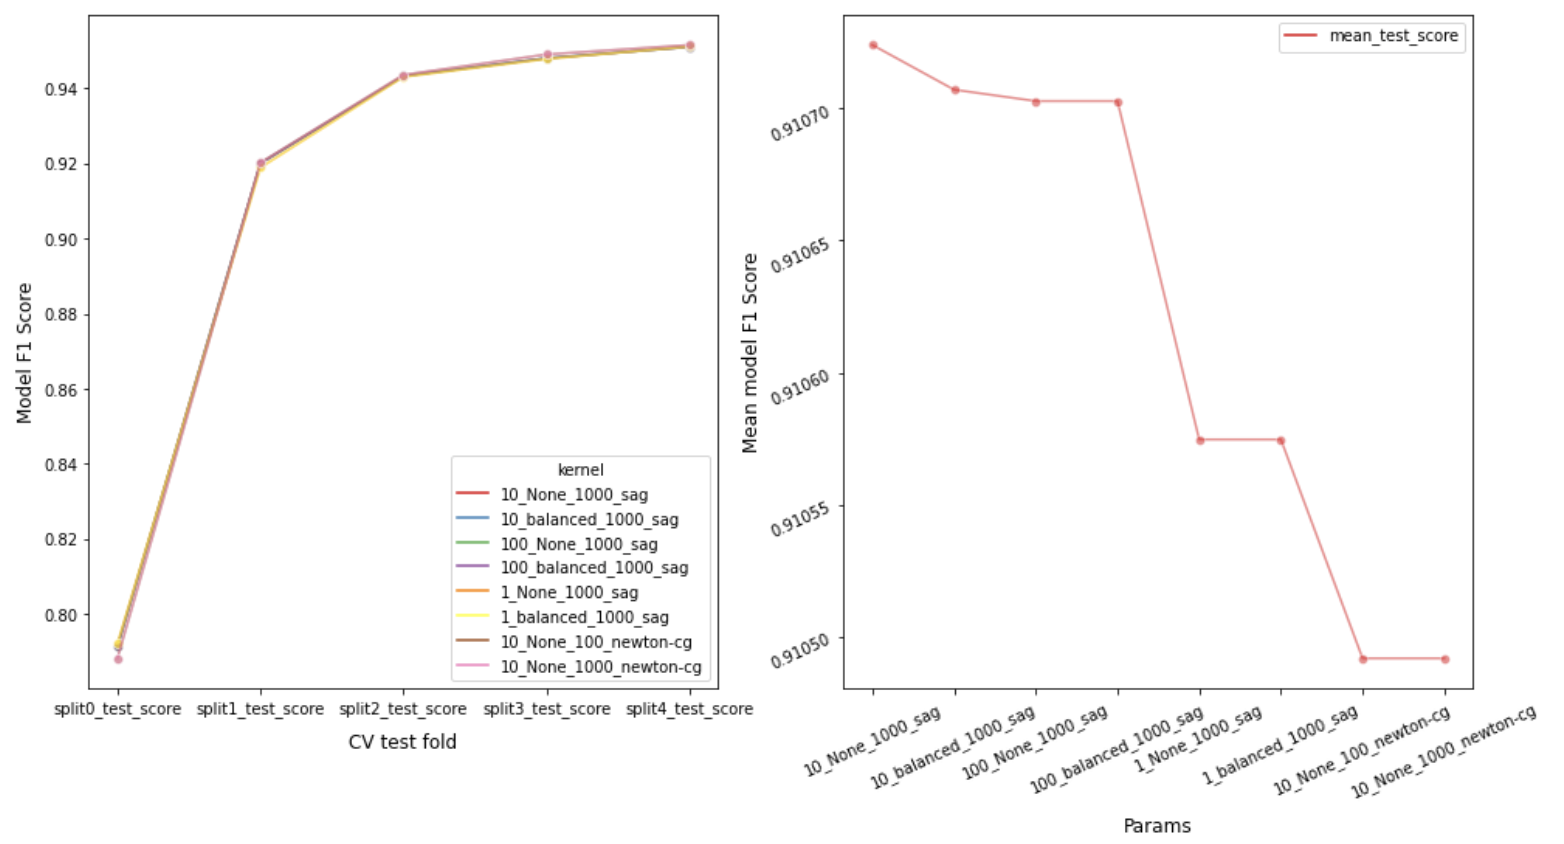 0.94
0.92
0.90
0.88
0.86
0.84
0.82
0.80
Model F1 Score
kernel
10_None_1000_sag
10_balanced_1000_sag
100_None_1000_sag
100_balanced_1000_sag
1_None_1000_sag
1_balanced_1000_sag
10_None_100_newton-cg
10_None_1000_newton-cg
split0_test_score
split1_test_score
split2_test_score
split3_test_score
split4_test_score
CV test fold
mean_test_score
0.91070
0.91065
0.91060
0.91055
0.91050
Mean model F1 Score
10_None_1000_sag
10_balanced_1000_sag
100_None_1000_sag
100_balanced_1000_sag
1_None_1000_sag
1_balanced_1000_sag
10_None_100_newton-cg
10_None_1000_newton-cg
Params